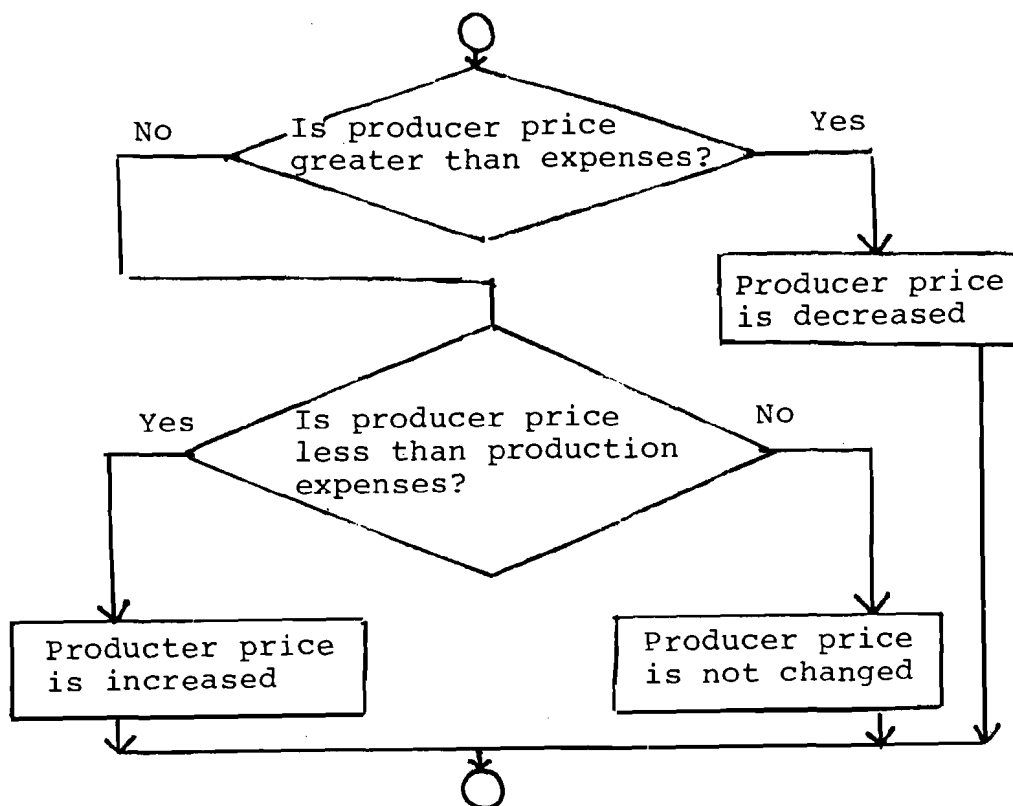 No
Is producer price
greater than expenses?
Yes
Producer price
is decreased
Yes
Is producer price
less than production
expenses?
No
Producter price
is increased
Producer price
is not changed